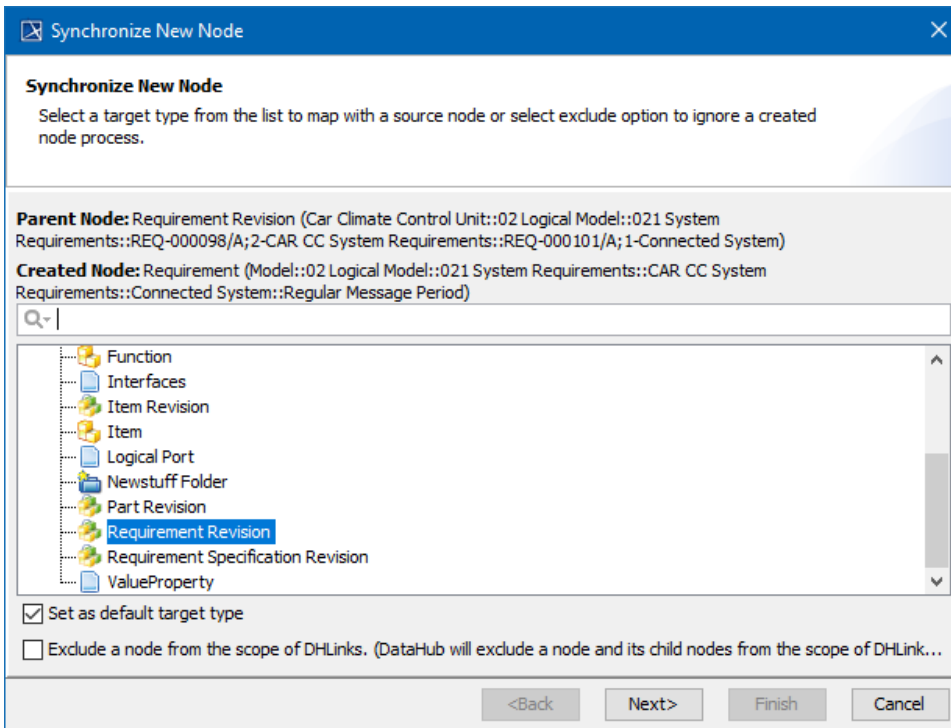 Synchronize New Node
Synchronize New Node
Select a target type from the list to map with a source node or select exclude option to ignore a created
node process.
Parent Node: Requirement Revision (Car Climate Control Unit::02 Logical Model::021 System
Requirements::REQ-000098/A;2-CAR CC System Requirements::REQ-000101/A;1-Connected System)
Created Node: Requirement (Model::02 Logical Model::021 System Requirements::CAR CC System
Requirements::Connected System::Regular Message Period)
Function
Interfaces
Item Revision
Item
Logical Port
Newstuff Folder
Part Revision
Requirement Revision
Requirement Specification Revision
ValueProperty
Set as default target type
Exclude a node from the scope of DHLinks. (DataHub will exclude a node and its child nodes from the scope of DHLink...
<Back Next> Finish Cancel